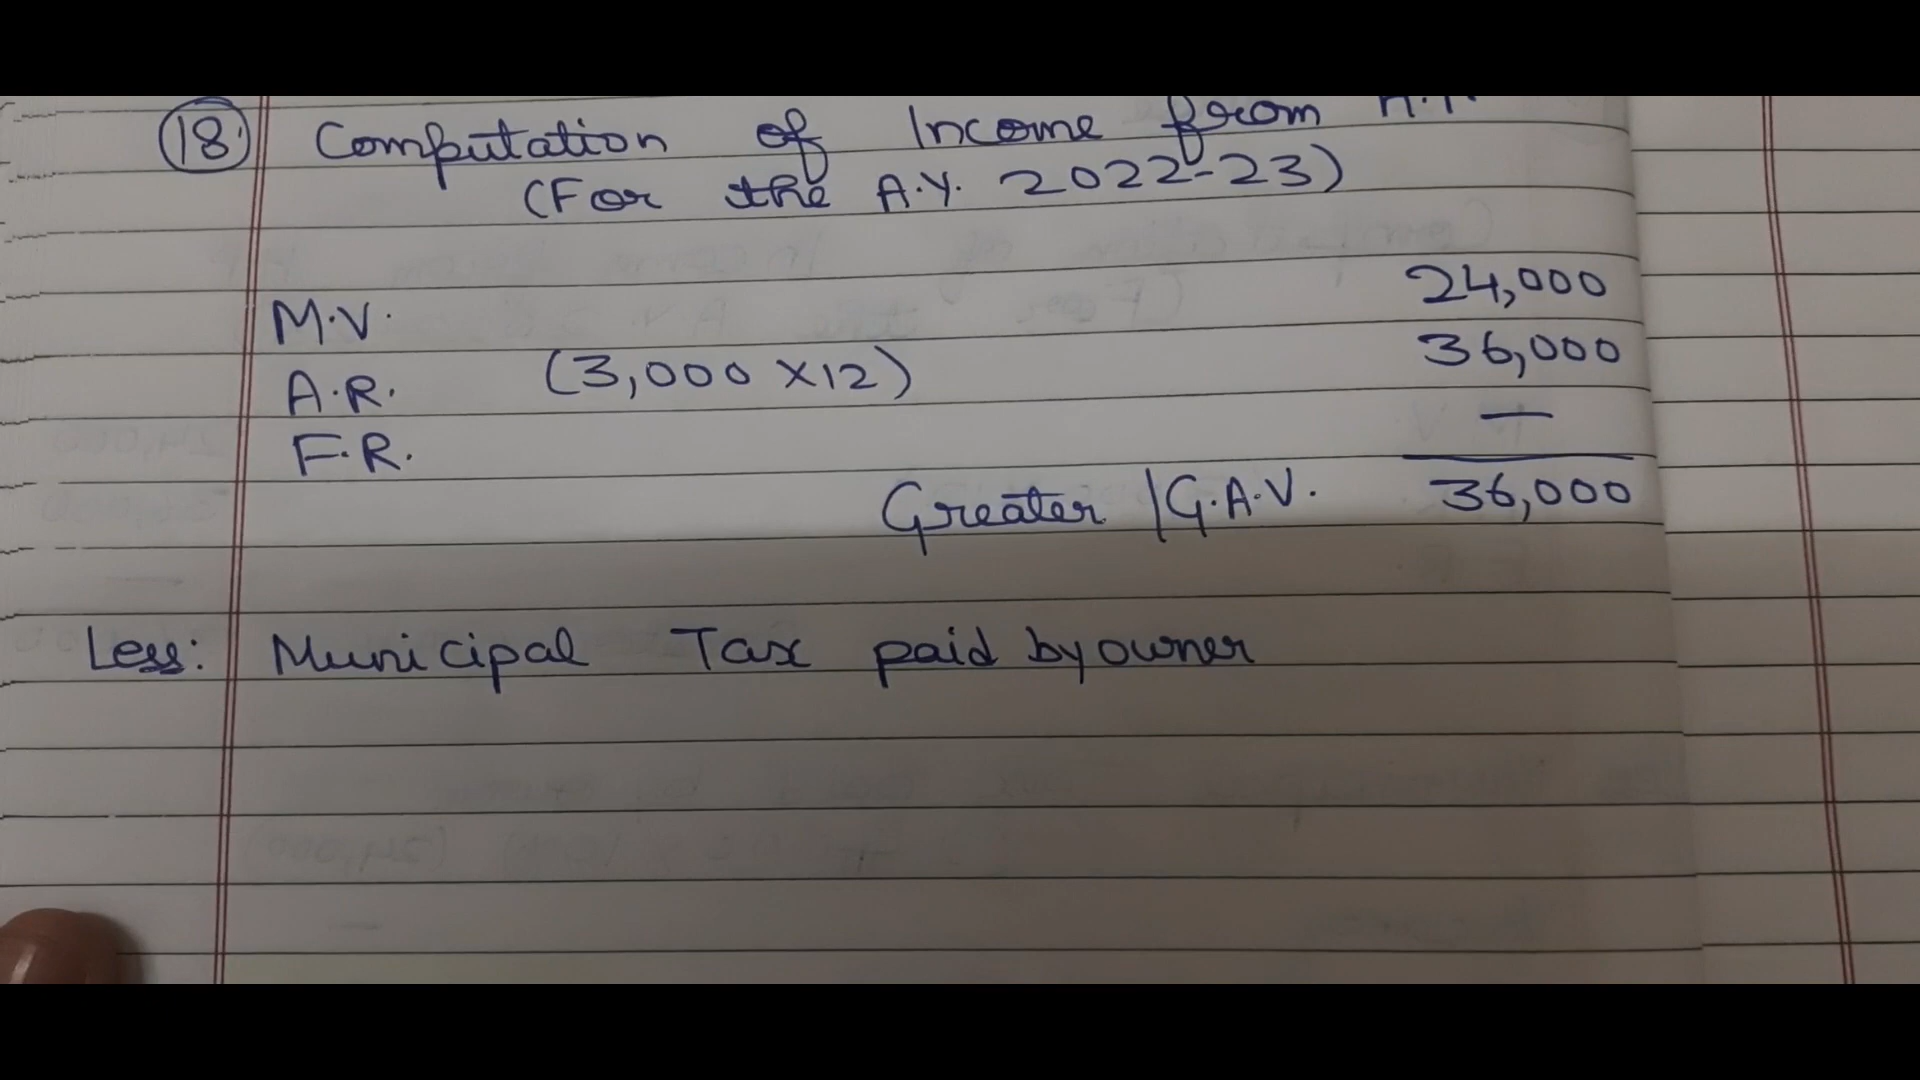 18. Computation of Income from
(For the A.Y. 2022-23)
M.V. 24,000
A.R. (3,000 x12) 36,000
F.R. —
Greater /G.A.V. 36,000
Less: Municipal Tax paid by owner